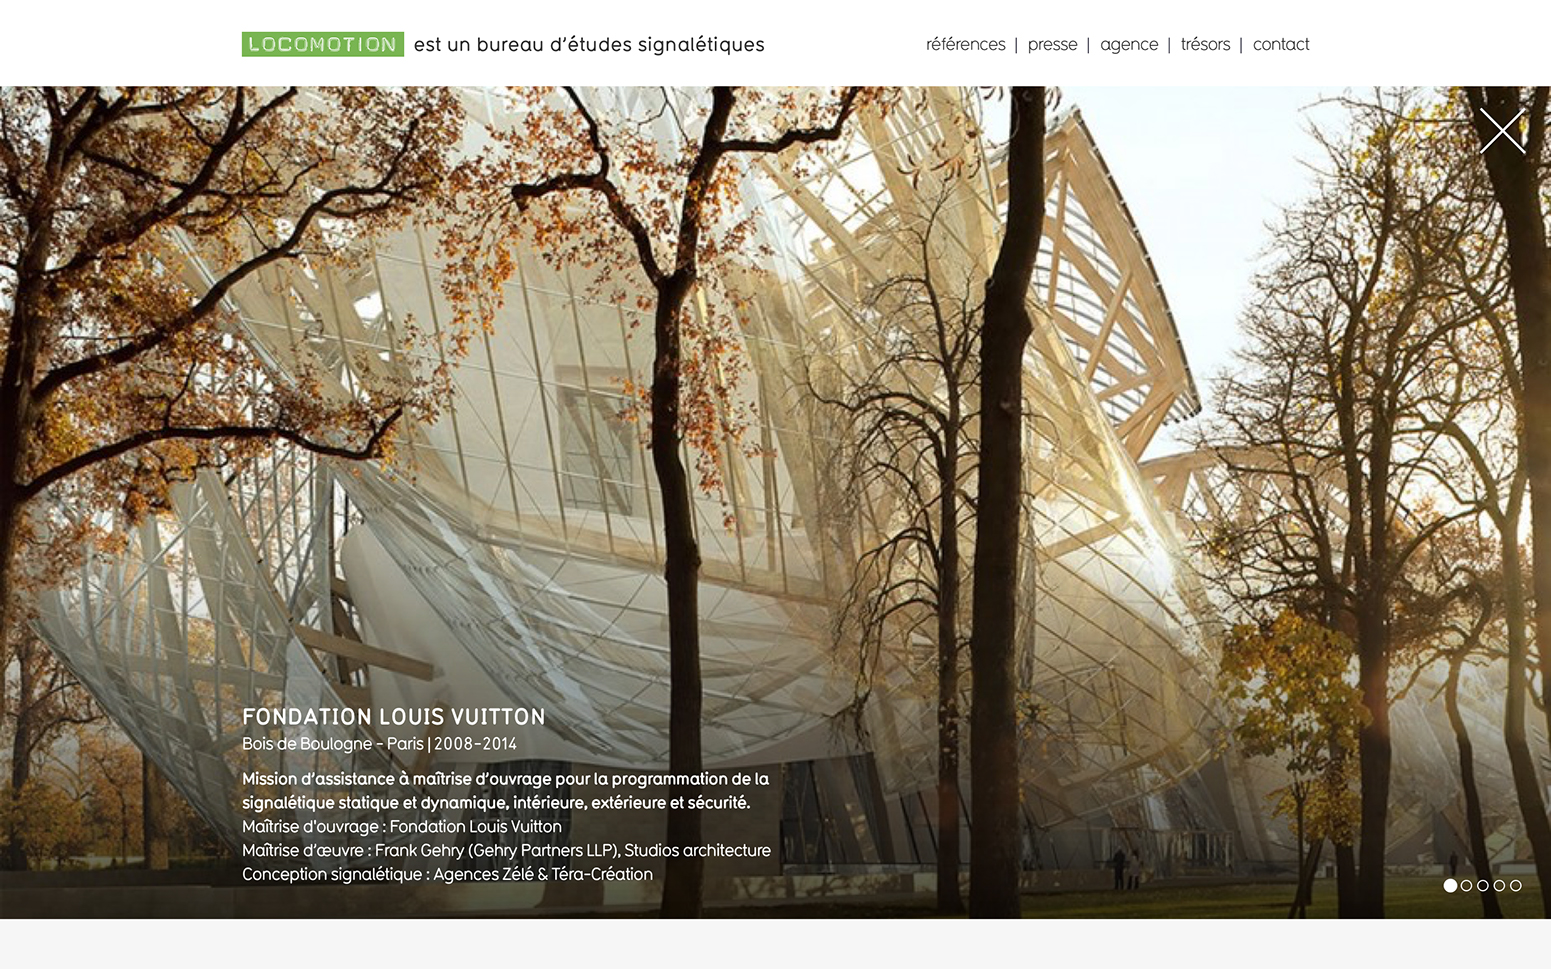 LOCOMOTION est un bureau d’études signalétiques
références | presse | agence | trésors | contact
FONDATION LOUIS VUITTON
Bois de Boulogne - Paris | 2008-2014
Mission d’assistance à maîtrise d’ouvrage pour la programmation de la
signalétique statique et dynamique, intérieure, extérieure et sécurité.
Maîtrise d'ouvrage : Fondation Louis Vuitton
Maîtrise d’œuvre : Frank Gehry (Gehry Partners LLP), Studios architecture
Conception signalétique : Agences Zélé & Téra-Création